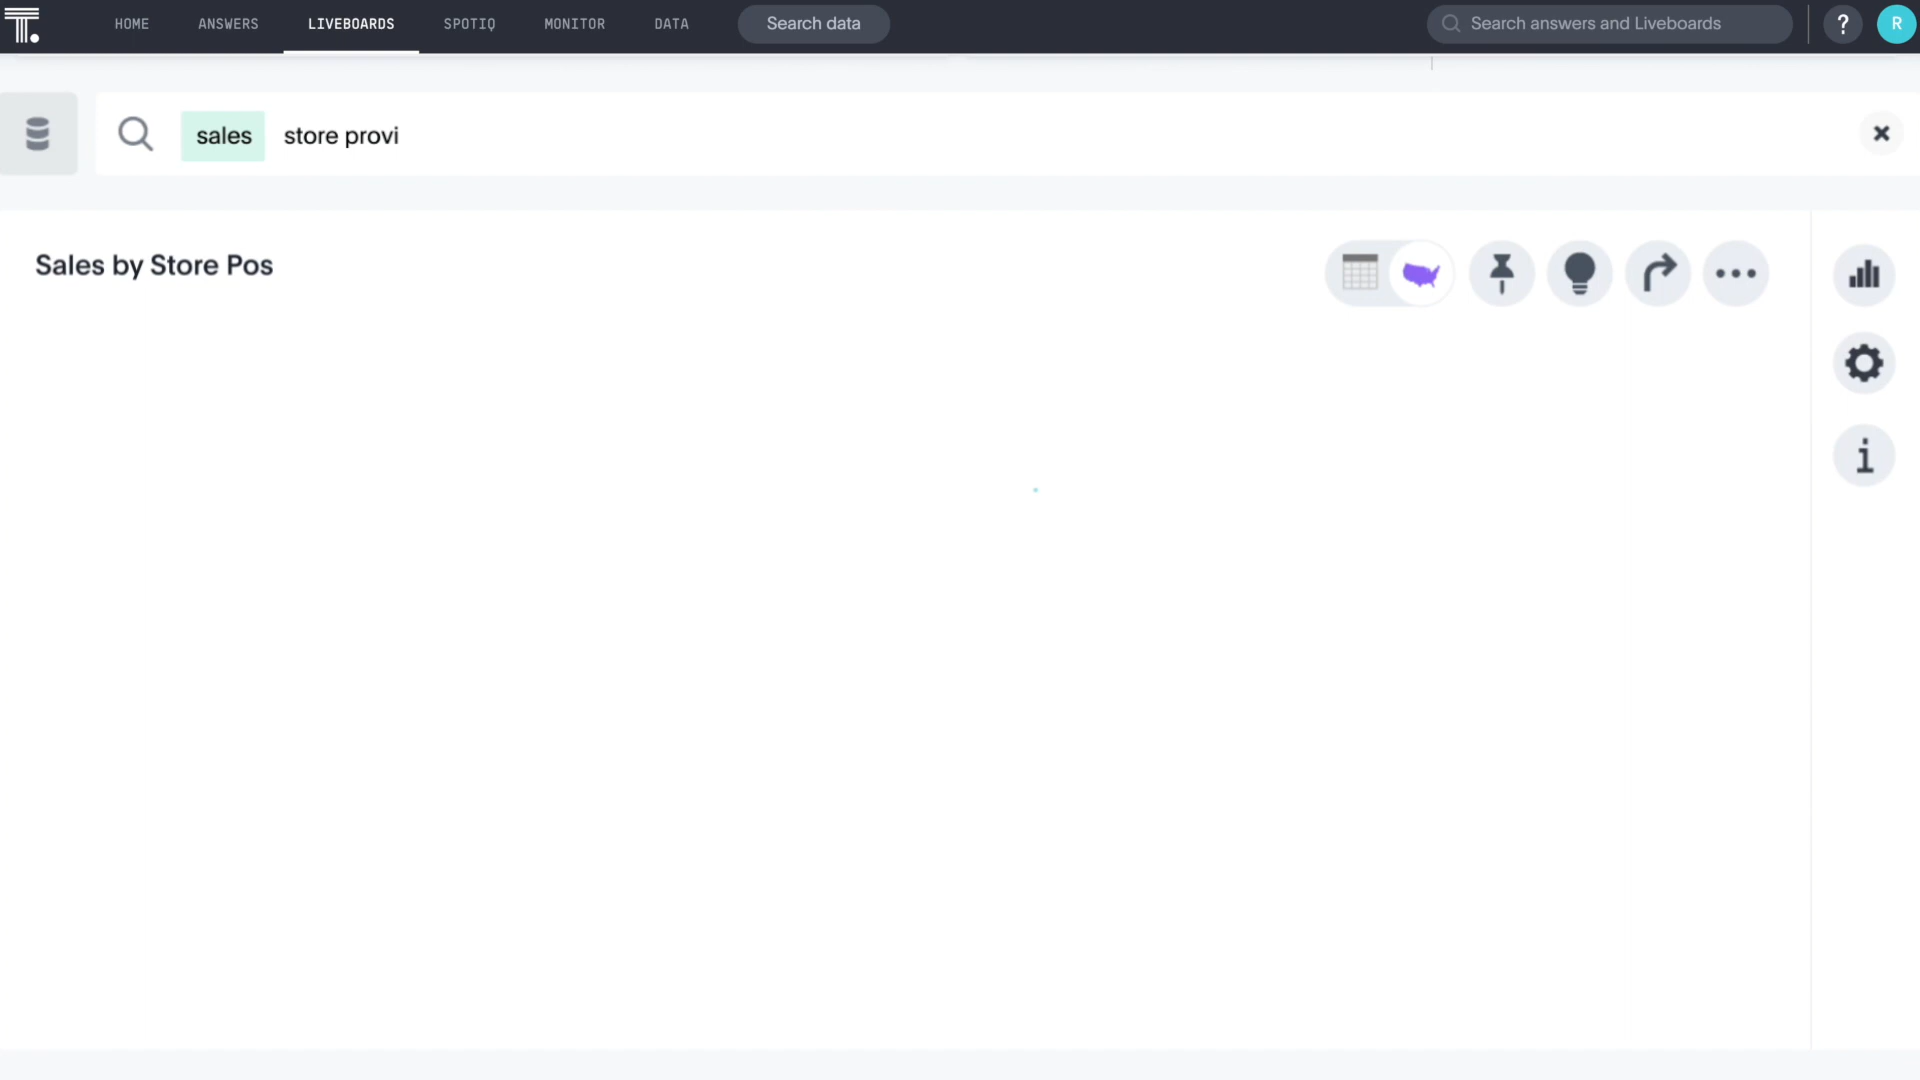 HOME ANSWERS LIVEBOARDS SPOTIQ MONITOR DATA Search data Search answers and Liveboards ? R
sales store provi
Sales by Store Pos